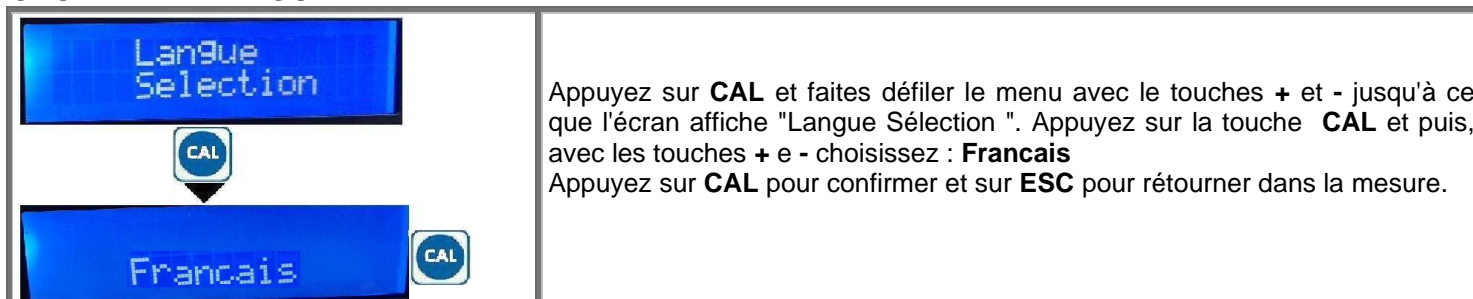 Langue
Selection
CAL
Francais
CAL
Appuyez sur CAL et faites défiler le menu avec le touches + et - jusqu'à ce
que l'écran affiche "Langue Sélection ". Appuyez sur la touche CAL et puis,
avec les touches + e - choisissez : Francais
Appuyez sur CAL pour confirmer et sur ESC pour rétourner dans la mesure.